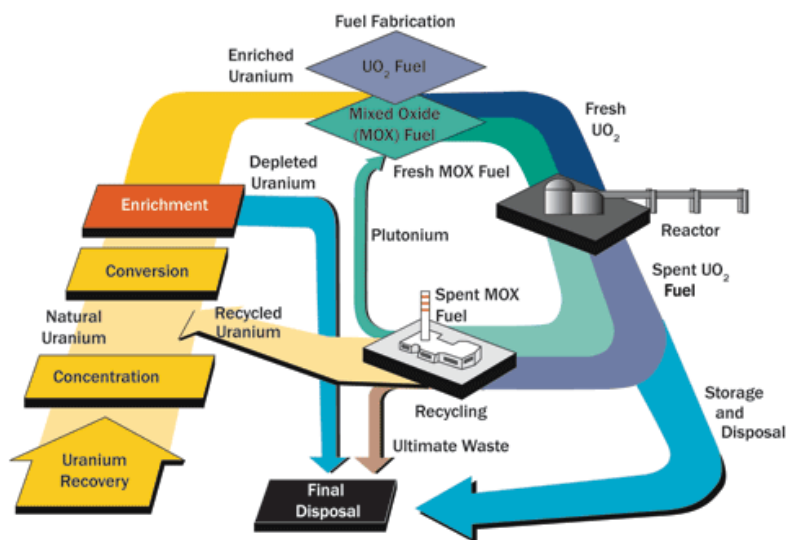 Fuel Fabrication
Enriched
Uranium
UO₂ Fuel
Mixed Oxide
(MOX) Fuel
Fresh
UO₂
Depleted
Uranium
Fresh MOX Fuel
Enrichment
Plutonium
Reactor
Conversion
Spent UO₂
Fuel
Spent MOX
Fuel
Natural
Uranium
Recycled
Uranium
Concentration
Recycling
Storage
and
Disposal
Ultimate Waste
Uranium
Recovery
Final
Disposal